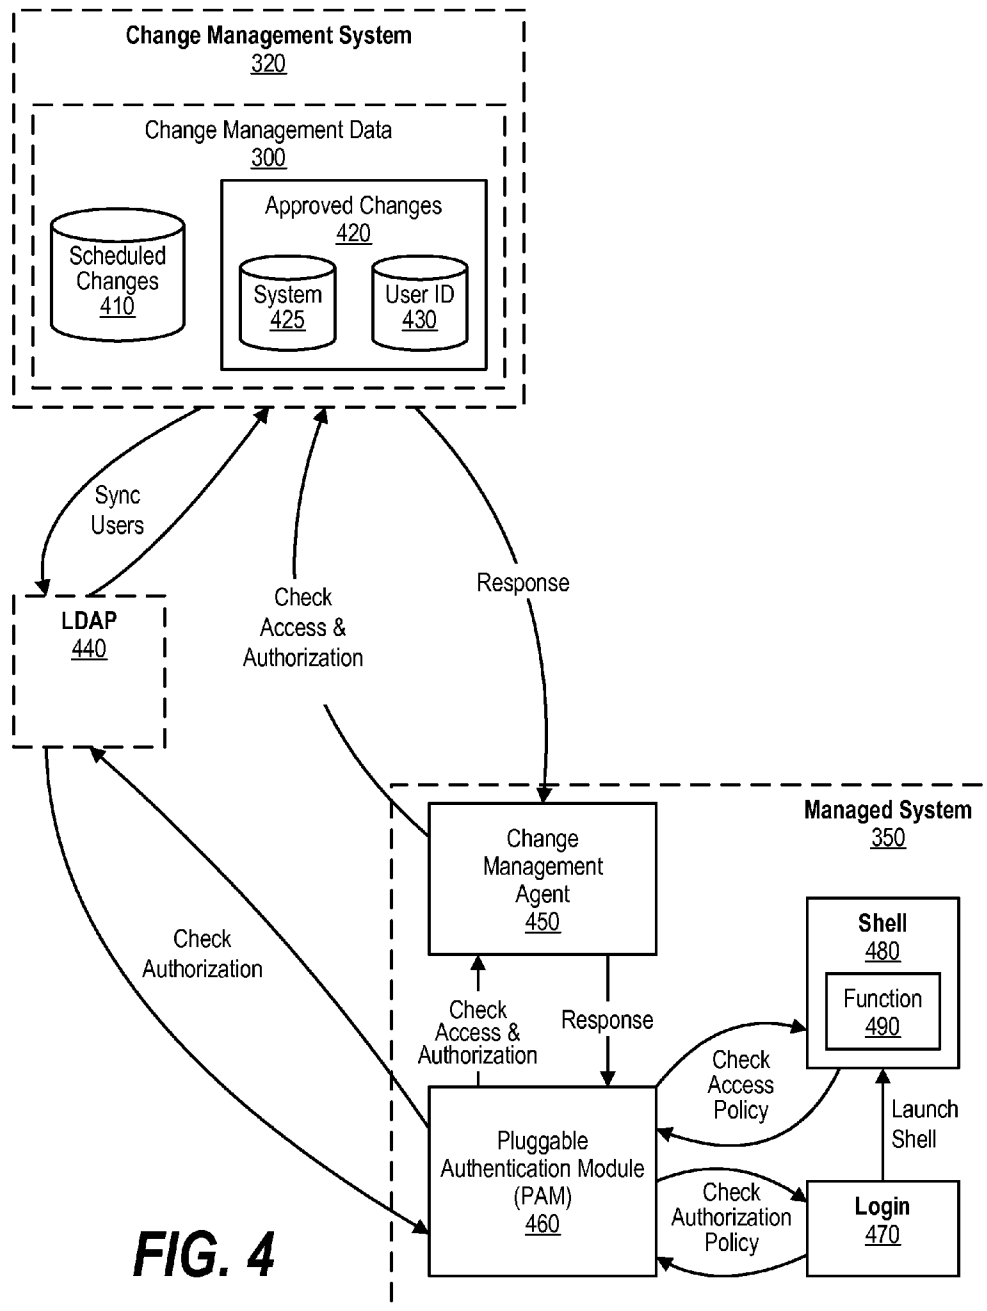 Change Management System
320
Change Management Data
300
Scheduled
Changes
410
Approved Changes
420
System
425
User ID
430
Sync
Users
LDAP
440
Check
Access &
Authorization
Response
Managed System
350
Change
Management
Agent
450
Shell
480
Function
490
Check
Authorization
Check
Access &
Authorization
Response
Check
Access
Policy
Launch
Shell
Pluggable
Authentication Module
(PAM)
460
Check
Authorization
Policy
Login
470
FIG. 4